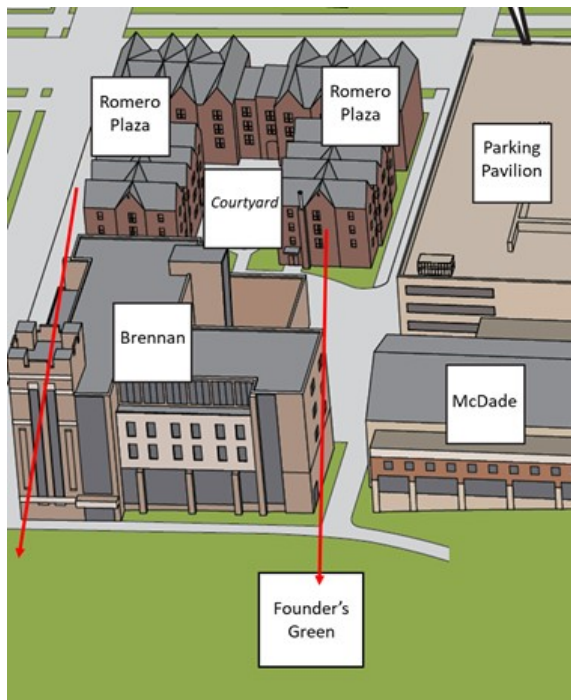 Romero
Plaza
Romero
Plaza
Parking
Pavilion
Courtyard
Brennan
McDade
Founder's
Green